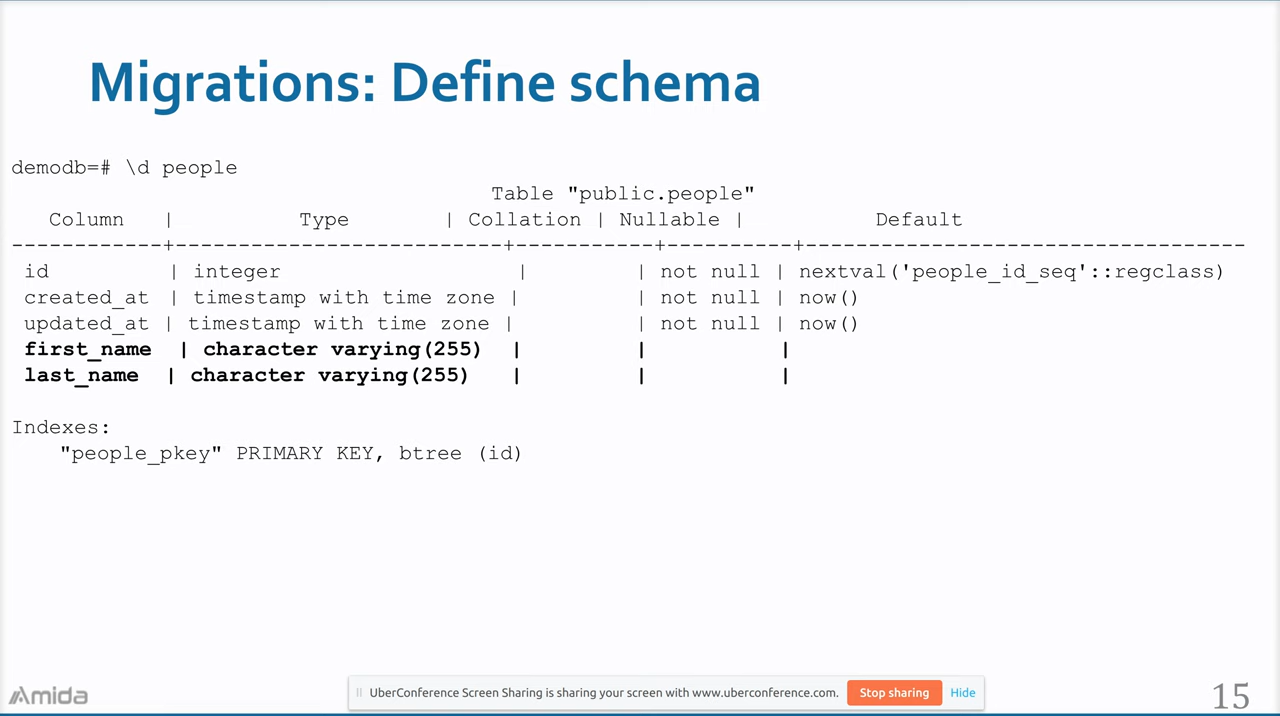 Migrations: Define schema
demodb=# \d people
Table "public.people"
Column | Type | Collation | Nullable | Default
------------+--------------------------+-----------+----------+-----------------------------------
id | integer | | not null | nextval('people_id_seq'::regclass)
created_at | timestamp with time zone | | not null | now()
updated_at | timestamp with time zone | | not null | now()
first_name | character varying(255) | | |
last_name | character varying(255) | | |
Indexes:
"people_pkey" PRIMARY KEY, btree (id)
Amida
UberConference Screen Sharing is sharing your screen with www.uberconference.com. Stop sharing Hide
15